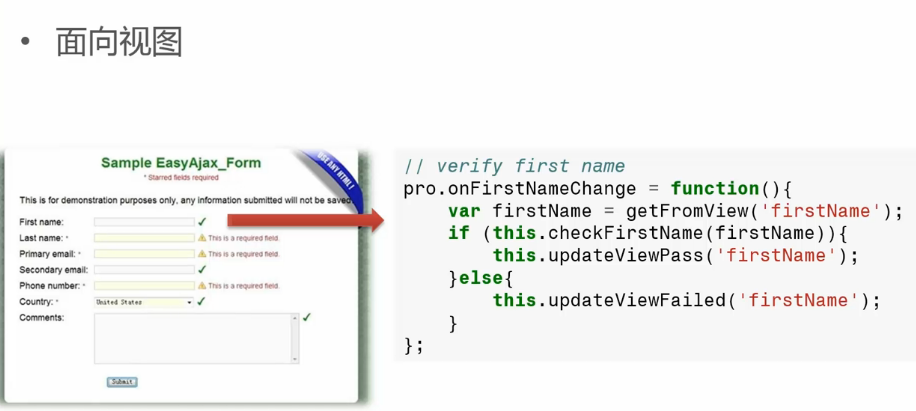 • 面向视图
Sample EasyAjax_Form
* Starred fields required
This is for demonstration purposes only, any information submitted will not be saved
First name:
Last name: *
This is a required field.
Primary email: *
This is a required field.
Secondary email:
Phone number: *
This is a required field.
Country: *
United States
Comments:
Submit
// verify first name
pro.onFirstNameChange = function(){
    var firstName = getFromView('firstName');
    if (this.checkFirstName(firstName)){
        this.updateViewPass('firstName');
    }else{
        this.updateViewFailed('firstName');
    }
};